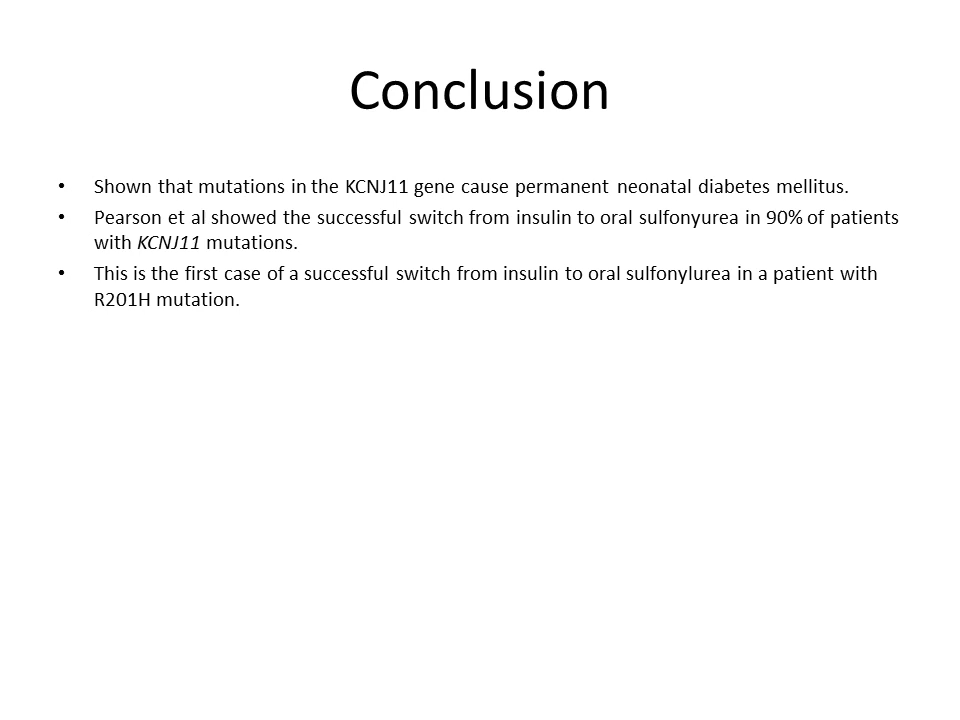 Conclusion
• Shown that mutations in the KCNJ11 gene cause permanent neonatal diabetes mellitus.
• Pearson et al showed the successful switch from insulin to oral sulfonyurea in 90% of patients
with KCNJ11 mutations.
• This is the first case of a successful switch from insulin to oral sulfonylurea in a patient with
R201H mutation.